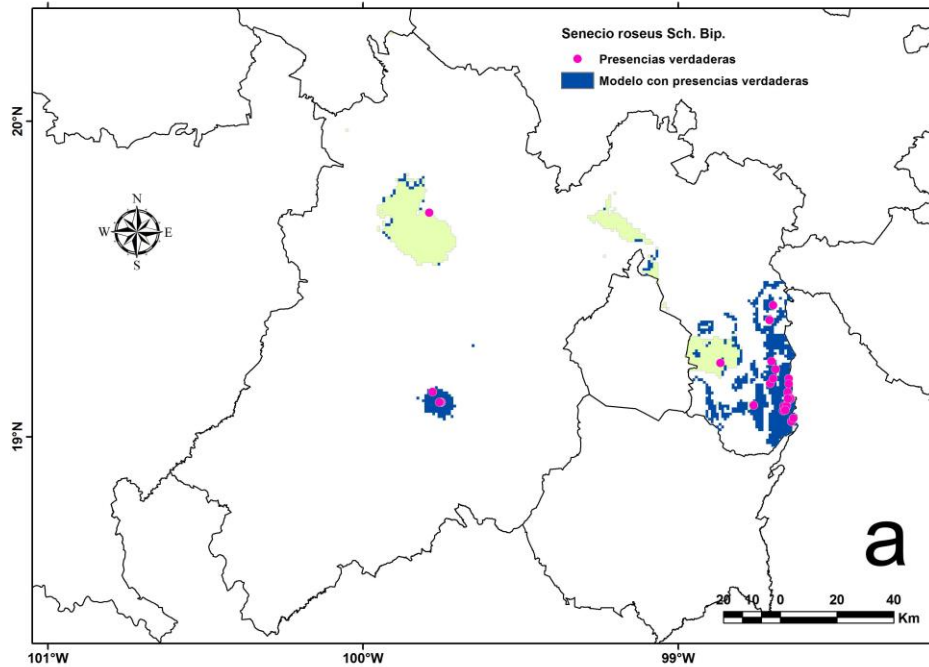 Senecio roseus Sch. Bip.
Presencias verdaderas
Modelo con presencias verdaderas
20°N
N
W E
S
19°N
a
20 10 0 20 40
Km
101°W 100°W 99°W